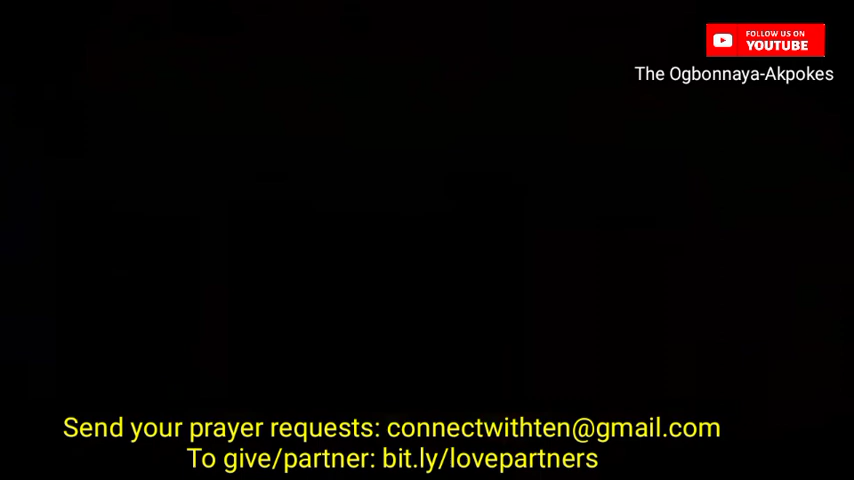 FOLLOW US ON
YOUTUBE
The Ogbonnaya-Akpokes
Send your prayer requests: connectwithten@gmail.com
To give/partner: bit.ly/lovepartners